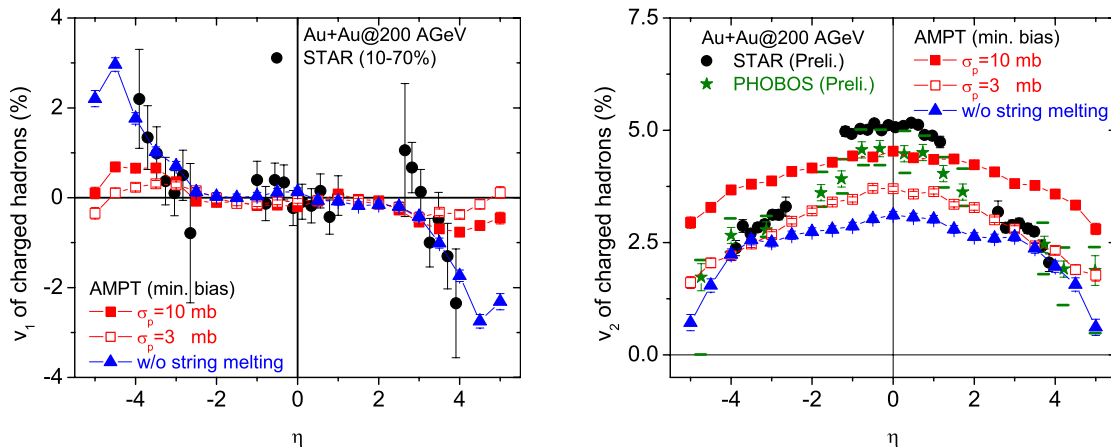 4
2
0
-2
-4
v₁ of charged hadrons (%)
Au+Au@200 AGeV
STAR (10-70%)
AMPT (min. bias)
σₚ=10 mb
σₚ=3 mb
w/o string melting
-4 -2 0 2 4
η
7.5
5.0
2.5
0.0
v₂ of charged hadrons (%)
Au+Au@200 AGeV
STAR (Preli.)
PHOBOS (Preli.)
AMPT (min. bias)
σₚ=10 mb
σₚ=3 mb
w/o string melting
-4 -2 0 2 4
η